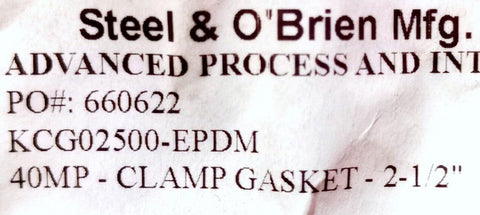 Steel & O'Brien Mfg.
ADVANCED PROCESS AND INT
PO#: 660622
KCG02500-EPDM
40MP - CLAMP GASKET - 2-1/2"